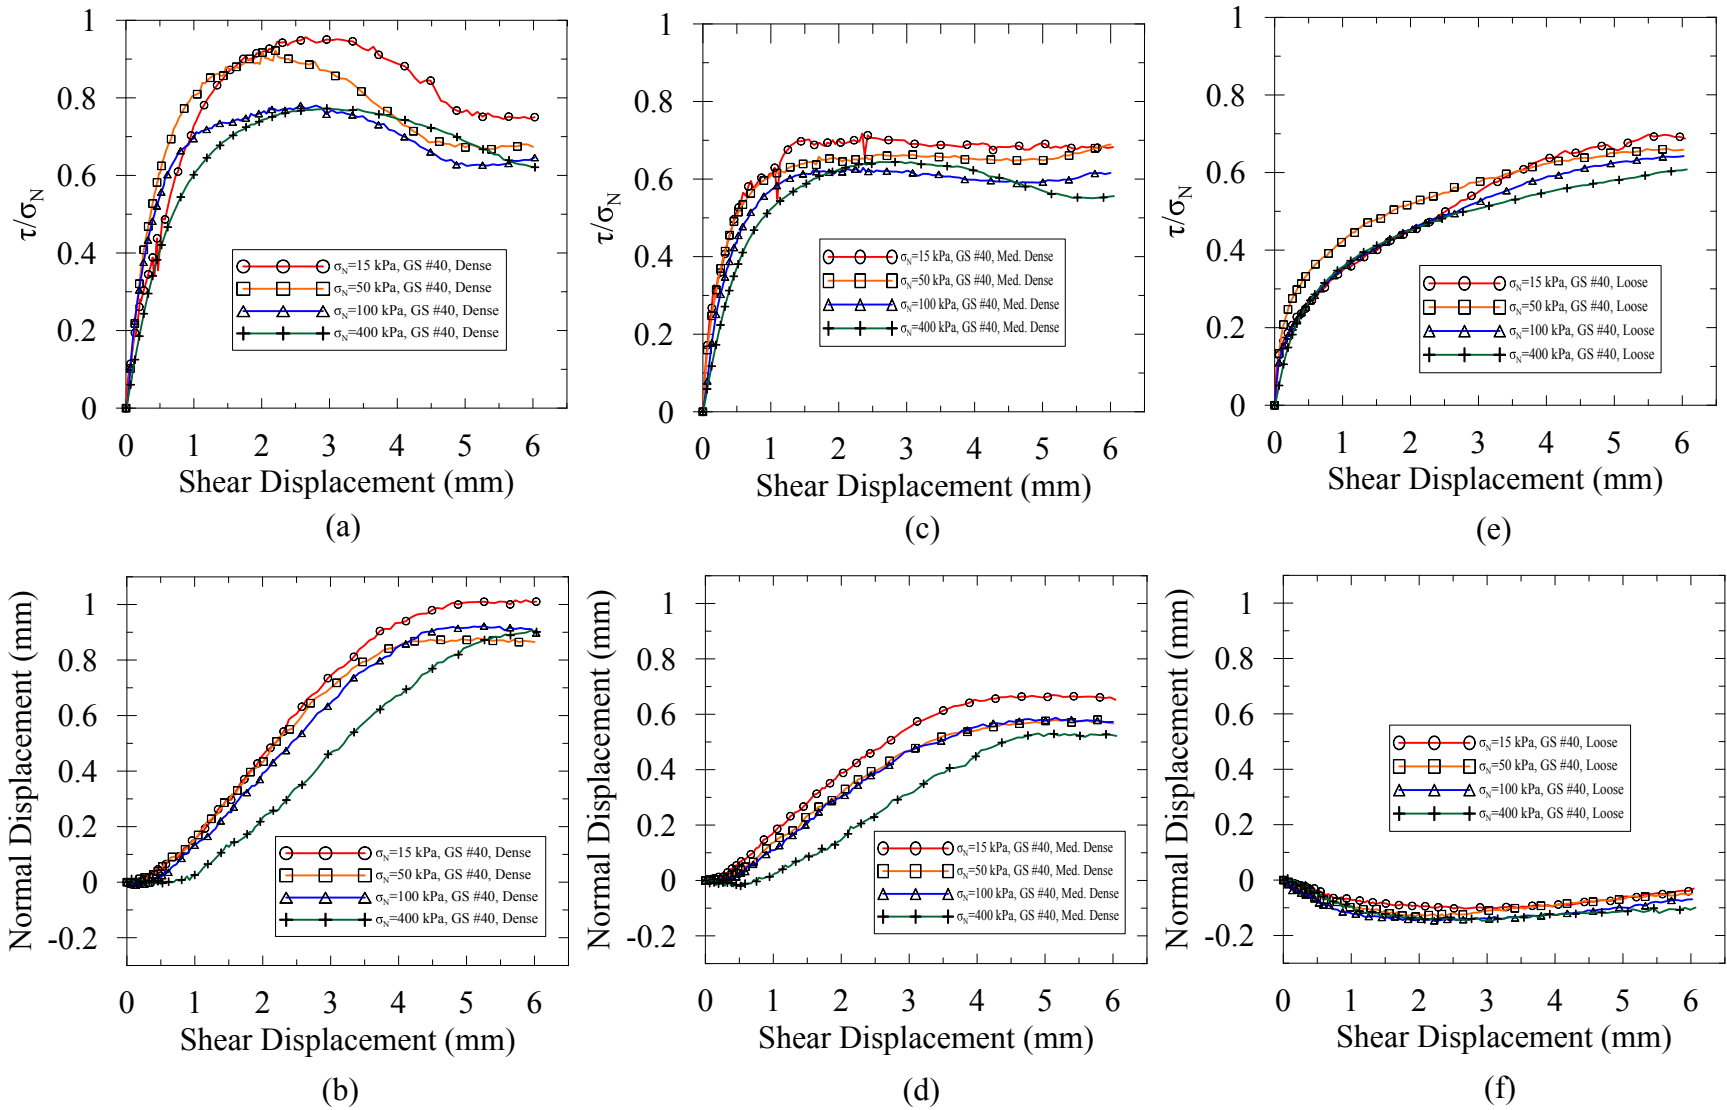 1
0.8
0.6
0.4
0.2
0
τ/σN
σN=15 kPa, GS #40, Dense
σN=50 kPa, GS #40, Dense
σN=100 kPa, GS #40, Dense
σN=400 kPa, GS #40, Dense
0 1 2 3 4 5 6
Shear Displacement (mm)
(a)
1
0.8
0.6
0.4
0.2
0
τ/σN
σN=15 kPa, GS #40, Med. Dense
σN=50 kPa, GS #40, Med. Dense
σN=100 kPa, GS #40, Med. Dense
σN=400 kPa, GS #40, Med. Dense
0 1 2 3 4 5 6
Shear Displacement (mm)
(c)
1
0.8
0.6
0.4
0.2
0
τ/σN
σN=15 kPa, GS #40, Loose
σN=50 kPa, GS #40, Loose
σN=100 kPa, GS #40, Loose
σN=400 kPa, GS #40, Loose
0 1 2 3 4 5 6
Shear Displacement (mm)
(e)
1
0.8
0.6
0.4
0.2
0
-0.2
Normal Displacement (mm)
σN=15 kPa, GS #40, Dense
σN=50 kPa, GS #40, Dense
σN=100 kPa, GS #40, Dense
σN=400 kPa, GS #40, Dense
0 1 2 3 4 5 6
Shear Displacement (mm)
(b)
1
0.8
0.6
0.4
0.2
0
-0.2
Normal Displacement (mm)
σN=15 kPa, GS #40, Med. Dense
σN=50 kPa, GS #40, Med. Dense
σN=100 kPa, GS #40, Med. Dense
σN=400 kPa, GS #40, Med. Dense
0 1 2 3 4 5 6
Shear Displacement (mm)
(d)
1
0.8
0.6
0.4
0.2
0
-0.2
Normal Displacement (mm)
σN=15 kPa, GS #40, Loose
σN=50 kPa, GS #40, Loose
σN=100 kPa, GS #40, Loose
σN=400 kPa, GS #40, Loose
0 1 2 3 4 5 6
Shear Displacement (mm)
(f)